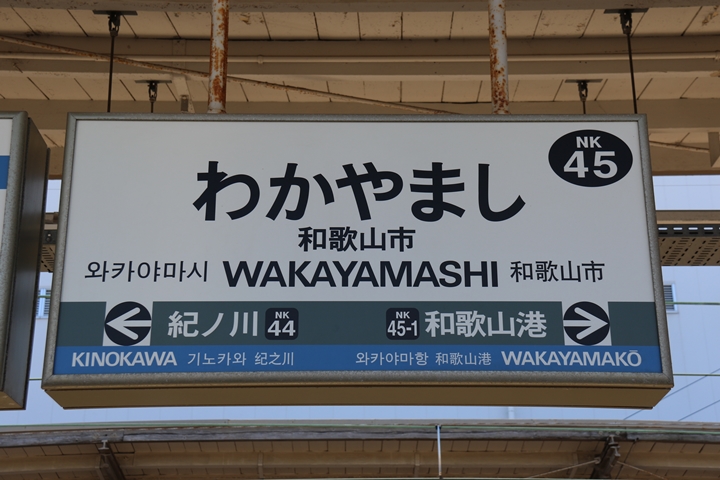 NK
45
わかやまし
和歌山市
와카야마시 WAKAYAMASHI 和歌山市
紀ノ川 NK 44 NK 45-1 和歌山港
KINOKAWA 기노카와 纪之川 와카야마항 和歌山港 WAKAYAMAKŌ